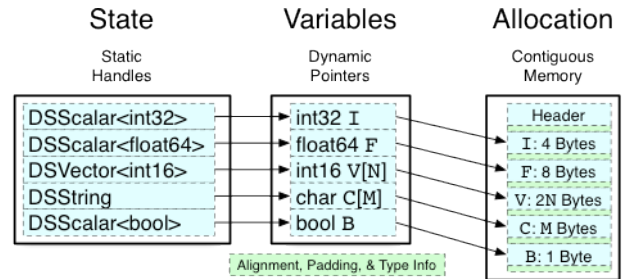 State
Variables
Allocation
Static
Handles
Dynamic
Pointers
Contiguous
Memory
DSScalar<int32>
DSScalar<float64>
DSVector<int16>
DSString
DSScalar<bool>
int32 I
float64 F
int16 V[N]
char C[M]
bool B
Header
I: 4 Bytes
F: 8 Bytes
V: 2N Bytes
C: M Bytes
B: 1 Byte
Alignment, Padding, & Type Info